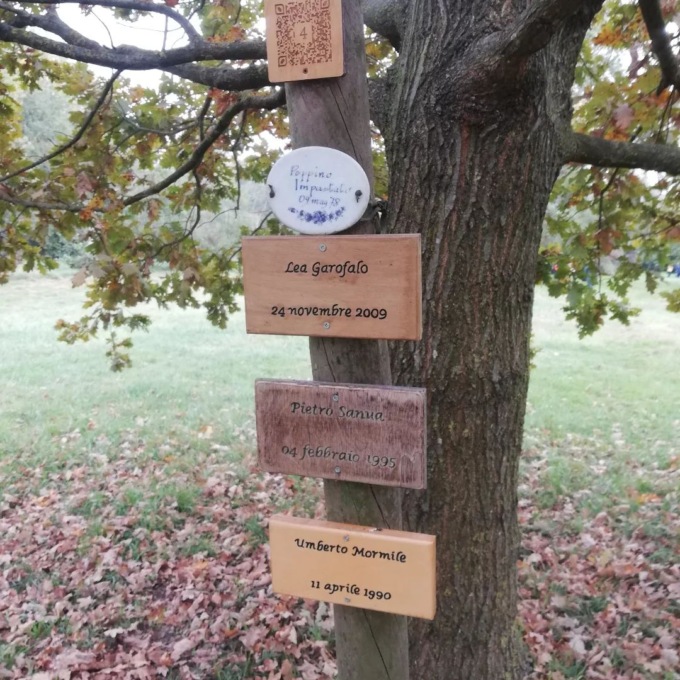 4
Peppino
Impastato
09 mag 78
Lea Garofalo
24 novembre 2009
Pietro Sanua
04 febbraio 1995
Umberto Mormile
11 aprile 1990